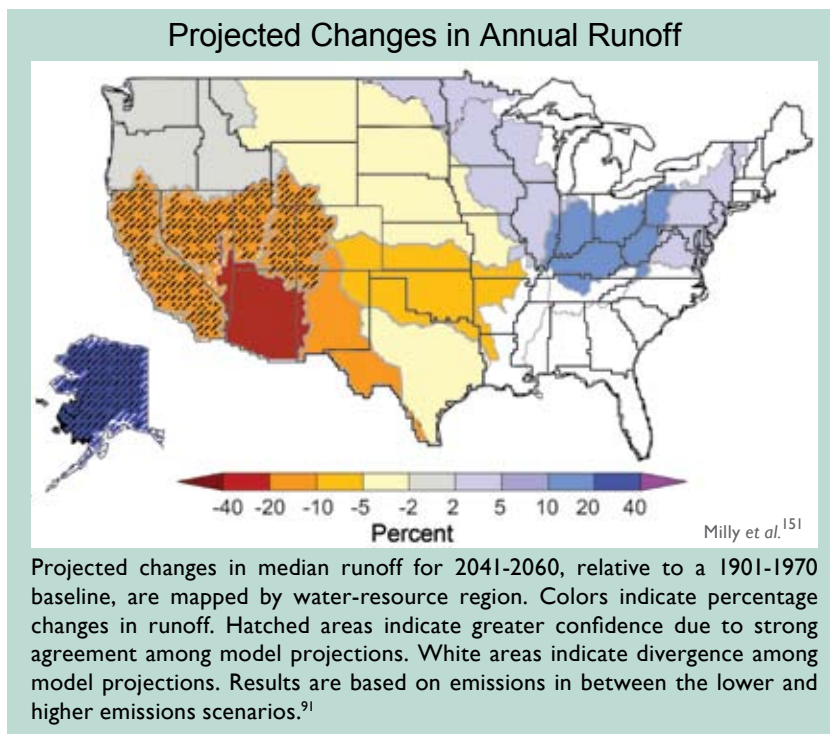 Projected Changes in Annual Runoff
-40 -20 -10 -5 -2 2 5 10 20 40
Percent
Milly et al.151
Projected changes in median runoff for 2041-2060, relative to a 1901-1970
baseline, are mapped by water-resource region. Colors indicate percentage
changes in runoff. Hatched areas indicate greater confidence due to strong
agreement among model projections. White areas indicate divergence among
model projections. Results are based on emissions in between the lower and
higher emissions scenarios.91